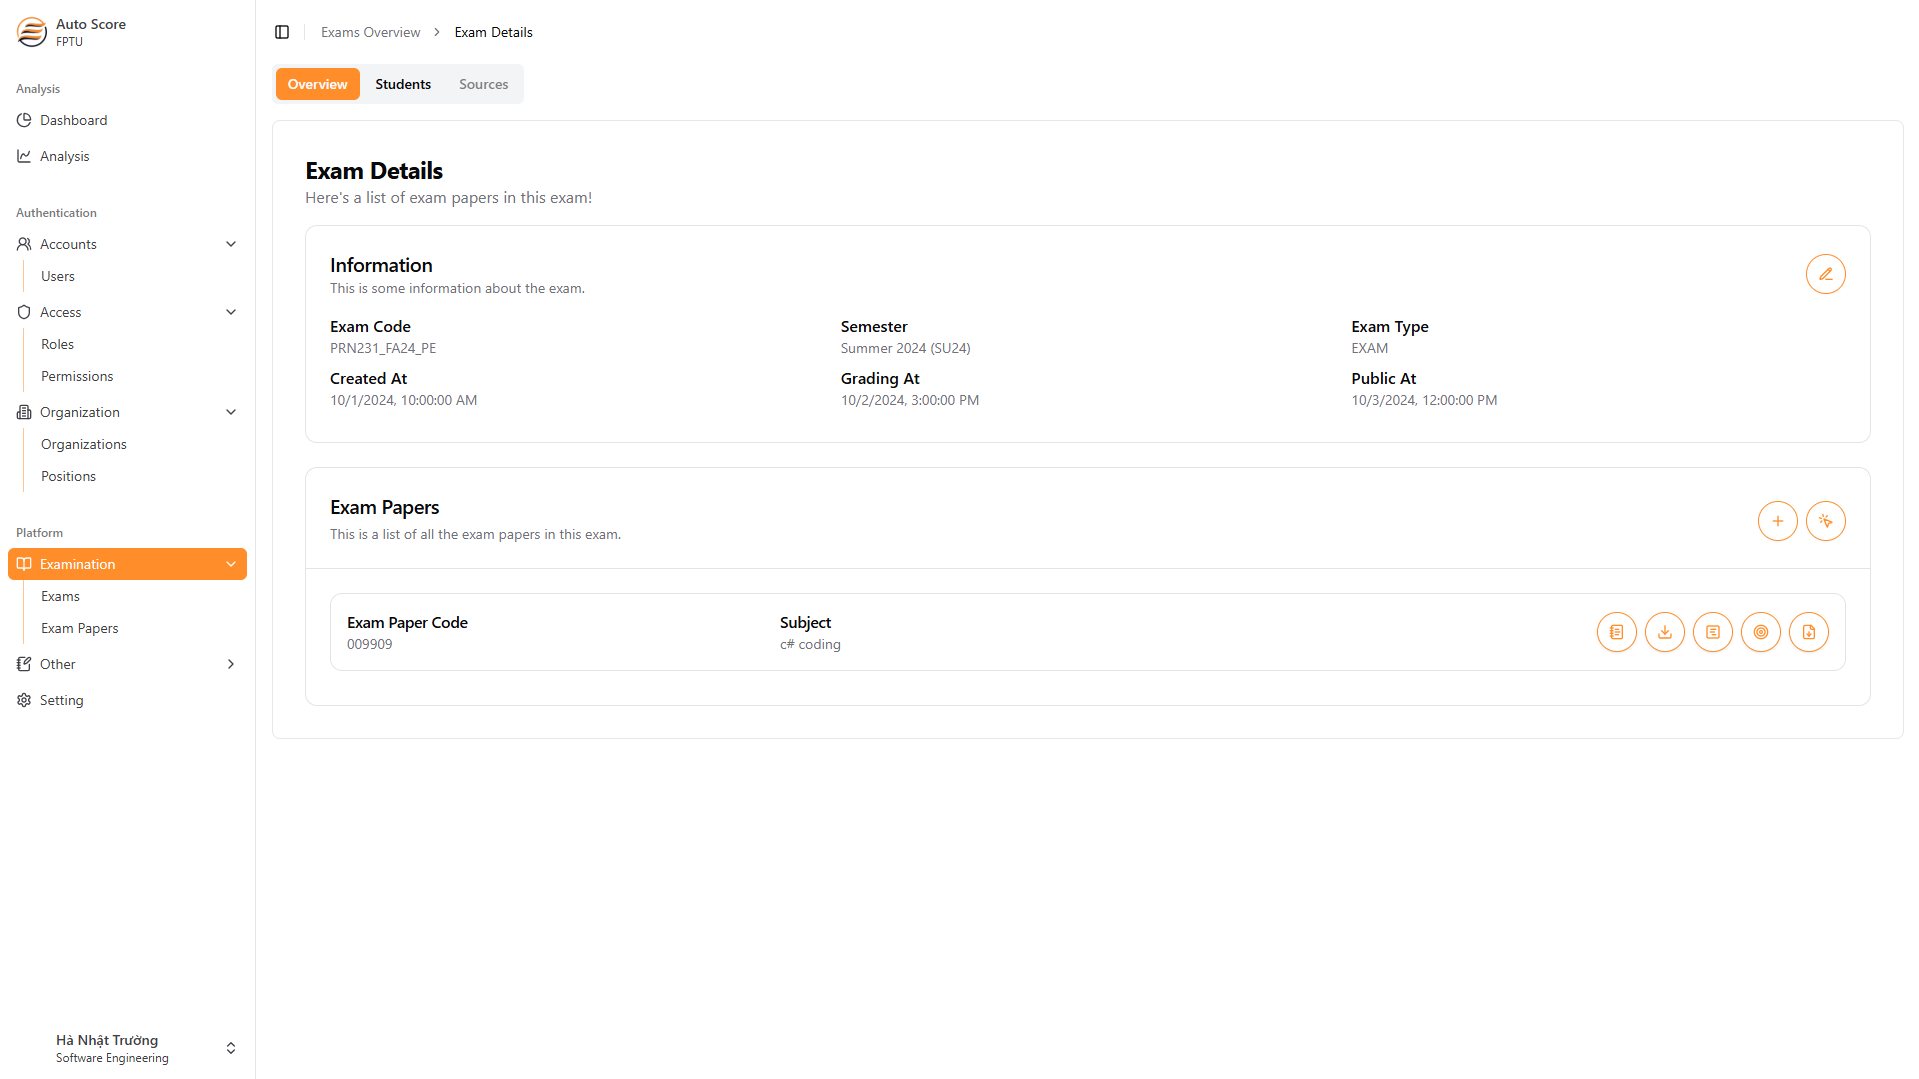 Auto Score
FPTU
Analysis
Dashboard
Analysis
Authentication
Accounts
Users
Access
Roles
Permissions
Organization
Organizations
Positions
Platform
Examination
Exams
Exam Papers
Other
Setting
Hà Nhật Trường
Software Engineering
Exams Overview > Exam Details
Overview Students Sources
Exam Details
Here's a list of exam papers in this exam!
Information
This is some information about the exam.
Exam Code Semester Exam Type
PRN231_FA24_PE Summer 2024 (SU24) EXAM
Created At Grading At Public At
10/1/2024, 10:00:00 AM 10/2/2024, 3:00:00 PM 10/3/2024, 12:00:00 PM
Exam Papers
This is a list of all the exam papers in this exam.
Exam Paper Code Subject
009909 c# coding